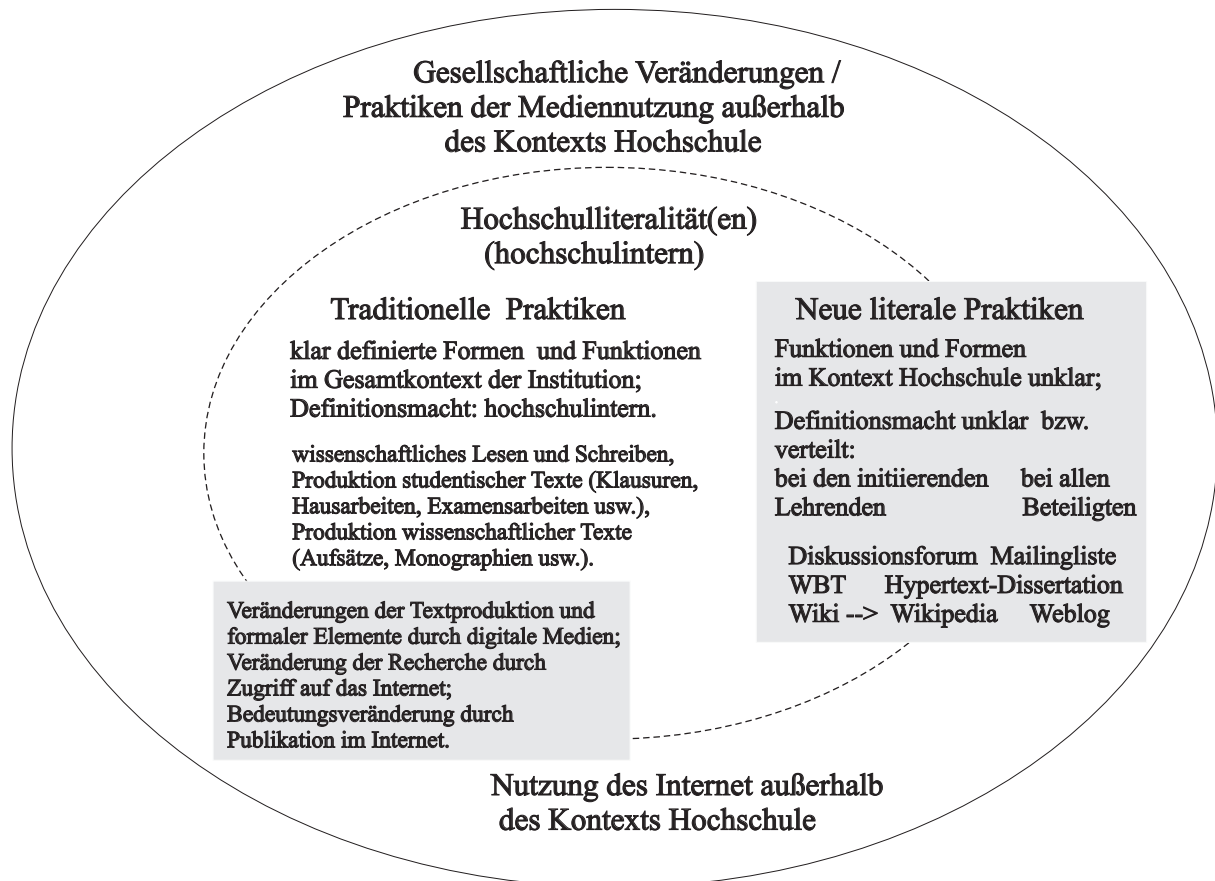 Gesellschaftliche Veränderungen /
Praktiken der Mediennutzung außerhalb
des Kontexts Hochschule
Hochschulliteralität(en)
(hochschulintern)
Traditionelle Praktiken
klar definierte Formen und Funktionen
im Gesamtkontext der Institution;
Definitionsmacht: hochschulintern.
wissenschaftliches Lesen und Schreiben,
Produktion studentischer Texte (Klausuren,
Hausarbeiten, Examensarbeiten usw.),
Produktion wissenschaftlicher Texte
(Aufsätze, Monographien usw.).
Veränderungen der Textproduktion und
formaler Elemente durch digitale Medien;
Veränderung der Recherche durch
Zugriff auf das Internet;
Bedeutungsveränderung durch
Publikation im Internet.
Neue literale Praktiken
Funktionen und Formen
im Kontext Hochschule unklar;
Definitionsmacht unklar bzw.
verteilt:
bei den initiierenden bei allen
Lehrenden Beteiligten
Diskussionsforum Mailingliste
WBT Hypertext-Dissertation
Wiki --> Wikipedia Weblog
Nutzung des Internet außerhalb
des Kontexts Hochschule